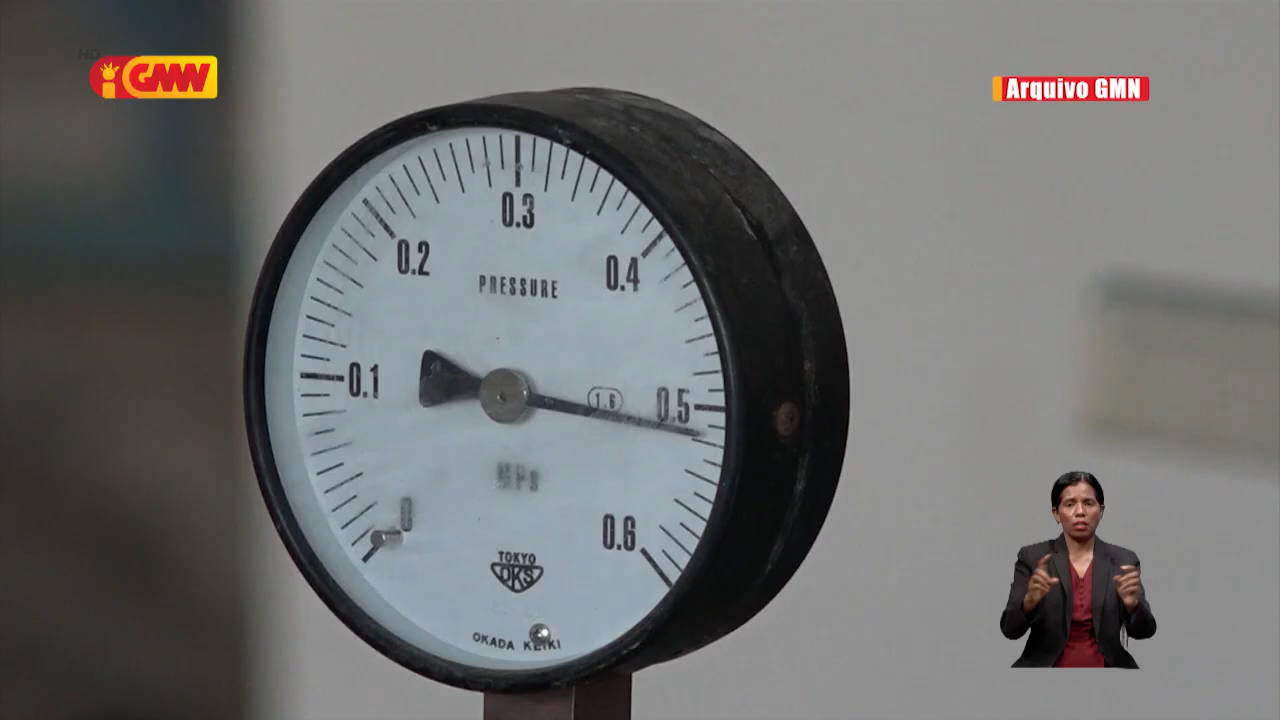 HD
GMN
Arquivo GMN
0.3
0.2
0.4
PRESSURE
0.1
1.6
0.5
MPa
0
0.6
TOKYO
OKS
OKADA KEIKI